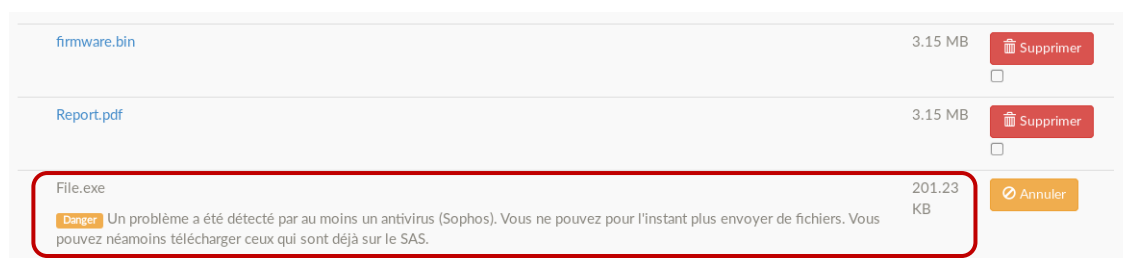 firmware.bin 3.15 MB Supprimer
Report.pdf 3.15 MB Supprimer
File.exe 201.23 KB Annuler
Danger Un problème a été détecté par au moins un antivirus (Sophos). Vous ne pouvez pour l'instant plus envoyer de fichiers. Vous
pouvez néamoins télécharger ceux qui sont déjà sur le SAS.